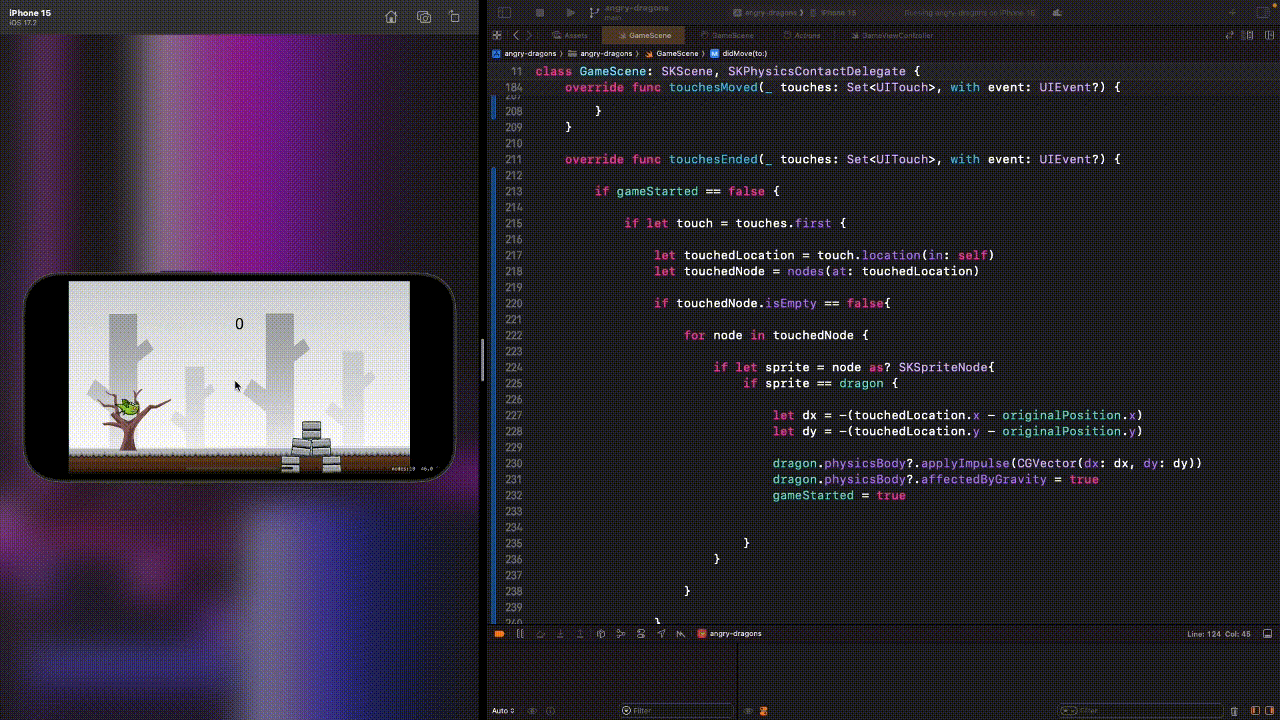 iPhone 15
iOS 17.2
angry-dragons
main
angry-dragons
iPhone 15
Running angry-dragons on iPhone 15
Assets
GameScene
GameScene
Actions
GameViewController
angry-dragons
angry-dragons
GameScene
M didMove(to:)
11 class GameScene: SKScene, SKPhysicsContactDelegate {
184 override func touchesMoved(_ touches: Set<UITouch>, with event: UIEvent?) {
207
208 }
209 }
210
211 override func touchesEnded(_ touches: Set<UITouch>, with event: UIEvent?) {
212
213 if gameStarted == false {
214
215 if let touch = touches.first {
216
217 let touchedLocation = touch.location(in: self)
218 let touchedNode = nodes(at: touchedLocation)
219
220 if touchedNode.isEmpty == false{
221
222 for node in touchedNode {
223
224 if let sprite = node as? SKSpriteNode{
225 if sprite == dragon {
226
227 let dx = -(touchedLocation.x - originalPosition.x)
228 let dy = -(touchedLocation.y - originalPosition.y)
229
230 dragon.physicsBody?.applyImpulse(CGVector(dx: dx, dy: dy))
231 dragon.physicsBody?.affectedByGravity = true
232 gameStarted = true
233
234
235 }
236 }
237
238 }
239
240 }
0
angry-dragons
Line: 124 Col: 45
Auto
Filter
Filter